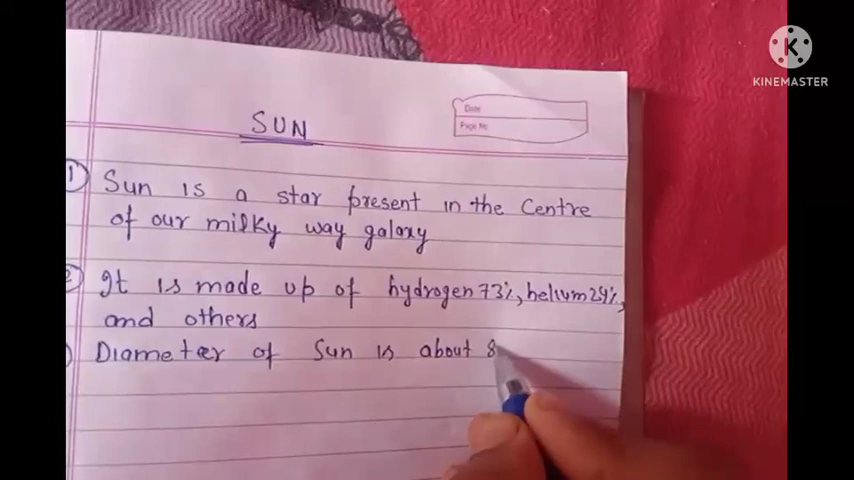 KINEMASTER
Date
Page No
SUN
1 Sun is a star present in the Centre
of our milky way galaxy
2 It is made up of hydrogen 73%, helium 25%,
and others
Diameter of Sun is about 8